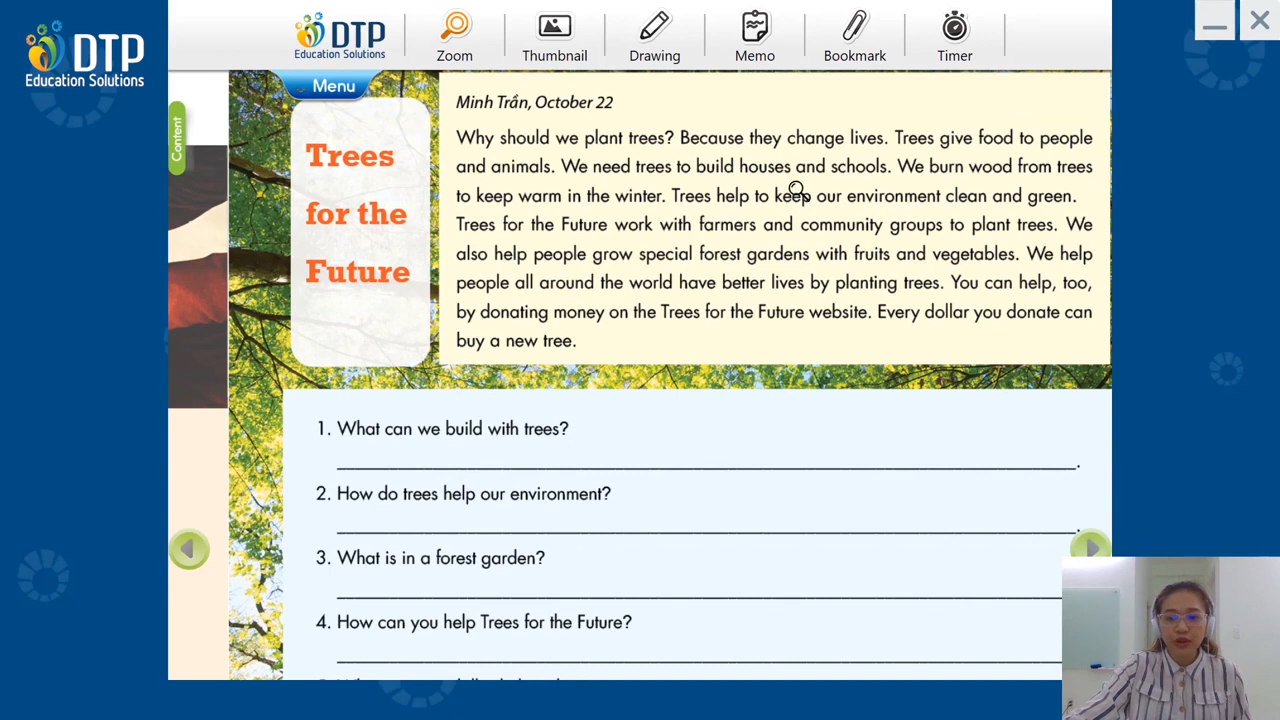 DTP
Education Solutions
DTP
Education Solutions
Zoom
Thumbnail
Drawing
Memo
Bookmark
Timer
Menu
Content
Trees
for the
Future
Minh Trần, October 22
Why should we plant trees? Because they change lives. Trees give food to people
and animals. We need trees to build houses and schools. We burn wood from trees
to keep warm in the winter. Trees help to keep our environment clean and green.
Trees for the Future work with farmers and community groups to plant trees. We
also help people grow special forest gardens with fruits and vegetables. We help
people all around the world have better lives by planting trees. You can help, too,
by donating money on the Trees for the Future website. Every dollar you donate can
buy a new tree.
1. What can we build with trees?
2. How do trees help our environment?
3. What is in a forest garden?
4. How can you help Trees for the Future?